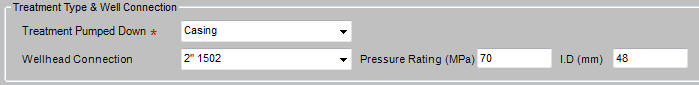 Treatment Type & Well Connection
Treatment Pumped Down * Casing
Wellhead Connection 2" 1502 Pressure Rating (MPa) 70 I.D (mm) 48